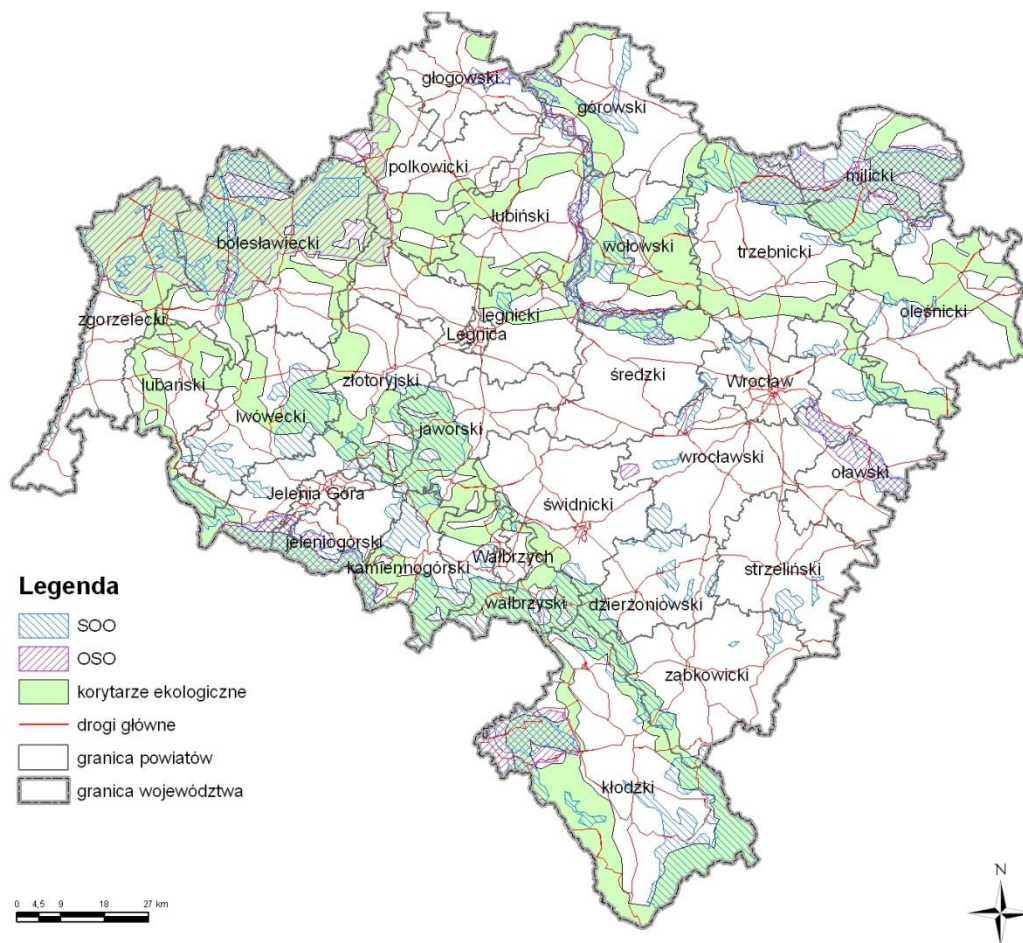 głogowski
górowski
polkowicki
milicki
lubiński
bolesławiecki
wołowski
trzebnicki
zgorzelecki
legnicki
oleśnicki
Legnica
lubański
złotoryjski
średzki
Wrocław
lwówecki
jaworski
wrocławski
oławski
Jelenia Góra
świdnicki
jeleniogórski
kamiennogórski
Wałbrzych
strzeliński
wałbrzyski
dzierżoniowski
ząbkowicki
kłodzki
Legenda
SOO
OSO
korytarze ekologiczne
drogi główne
granica powiatów
granica województwa
0 4,5 9 18 27 km
N